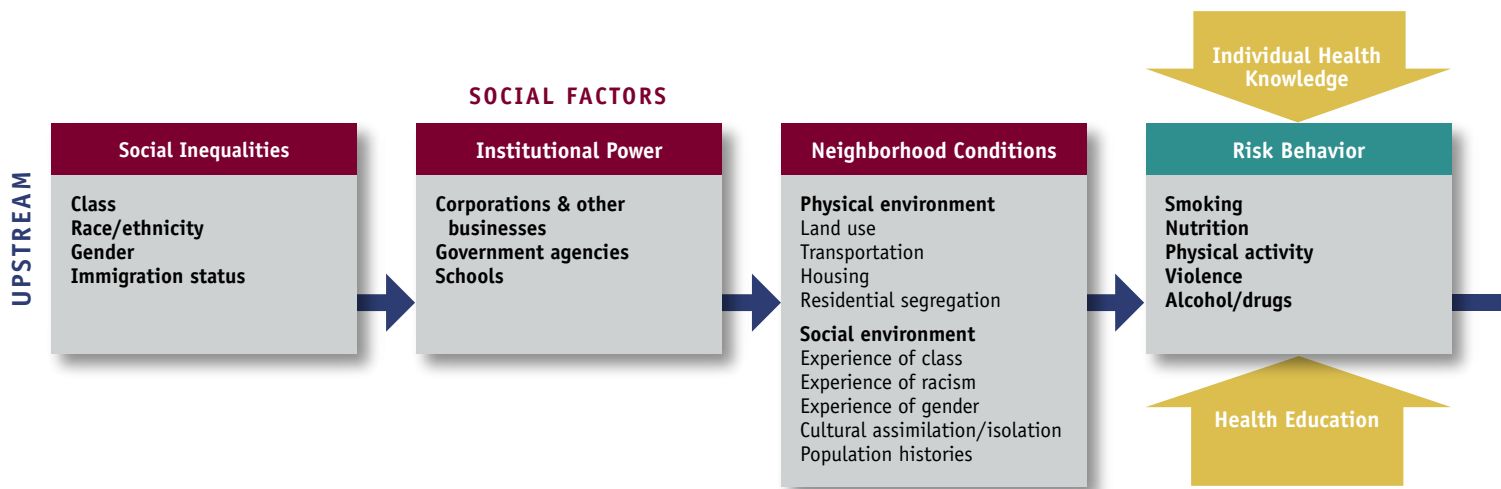 Individual Health
Knowledge
SOCIAL FACTORS
UPSTREAM
Social Inequalities
Class
Race/ethnicity
Gender
Immigration status
Institutional Power
Corporations & other
businesses
Government agencies
Schools
Neighborhood Conditions
Physical environment
Land use
Transportation
Housing
Residential segregation
Social environment
Experience of class
Experience of racism
Experience of gender
Cultural assimilation/isolation
Population histories
Risk Behavior
Smoking
Nutrition
Physical activity
Violence
Alcohol/drugs
Health Education